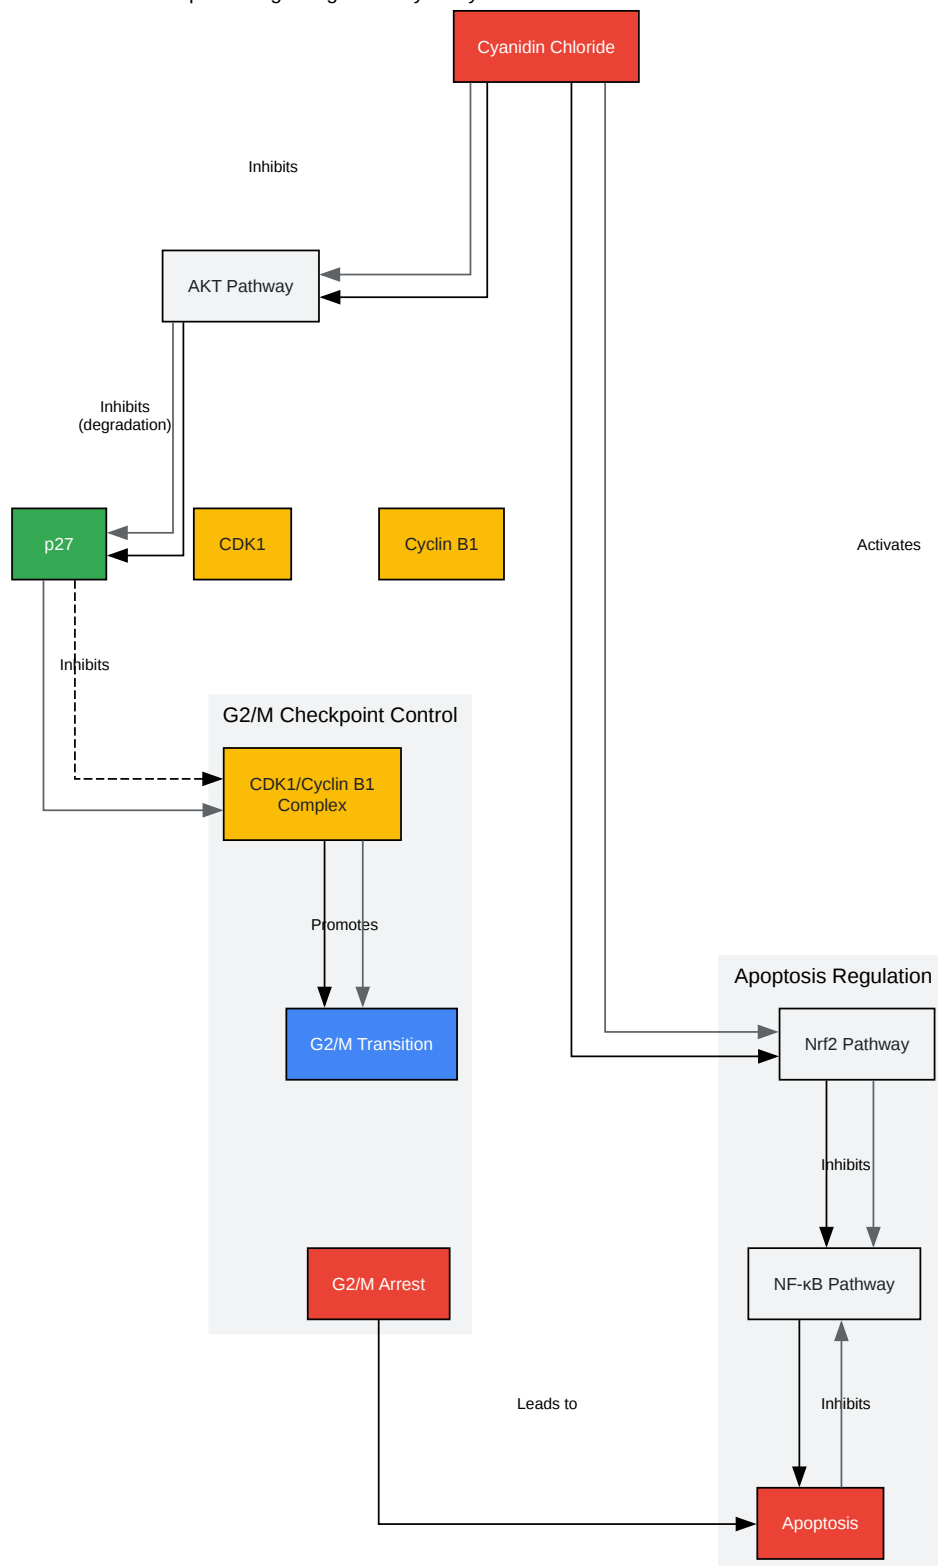 Cyanidin Chloride
Inhibits
AKT Pathway
Inhibits
(degradation)
p27
CDK1
Cyclin B1
Activates
Inhibits
G2/M Checkpoint Control
CDK1/Cyclin B1
Complex
Promotes
Apoptosis Regulation
G2/M Transition
Nrf2 Pathway
Inhibits
G2/M Arrest
NF-κB Pathway
Leads to
Inhibits
Apoptosis